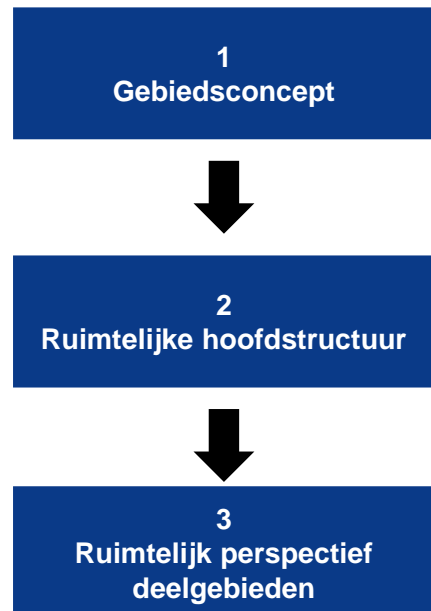 1
Gebiedsconcept
2
Ruimtelijke hoofdstructuur
3
Ruimtelijk perspectief
deelgebieden